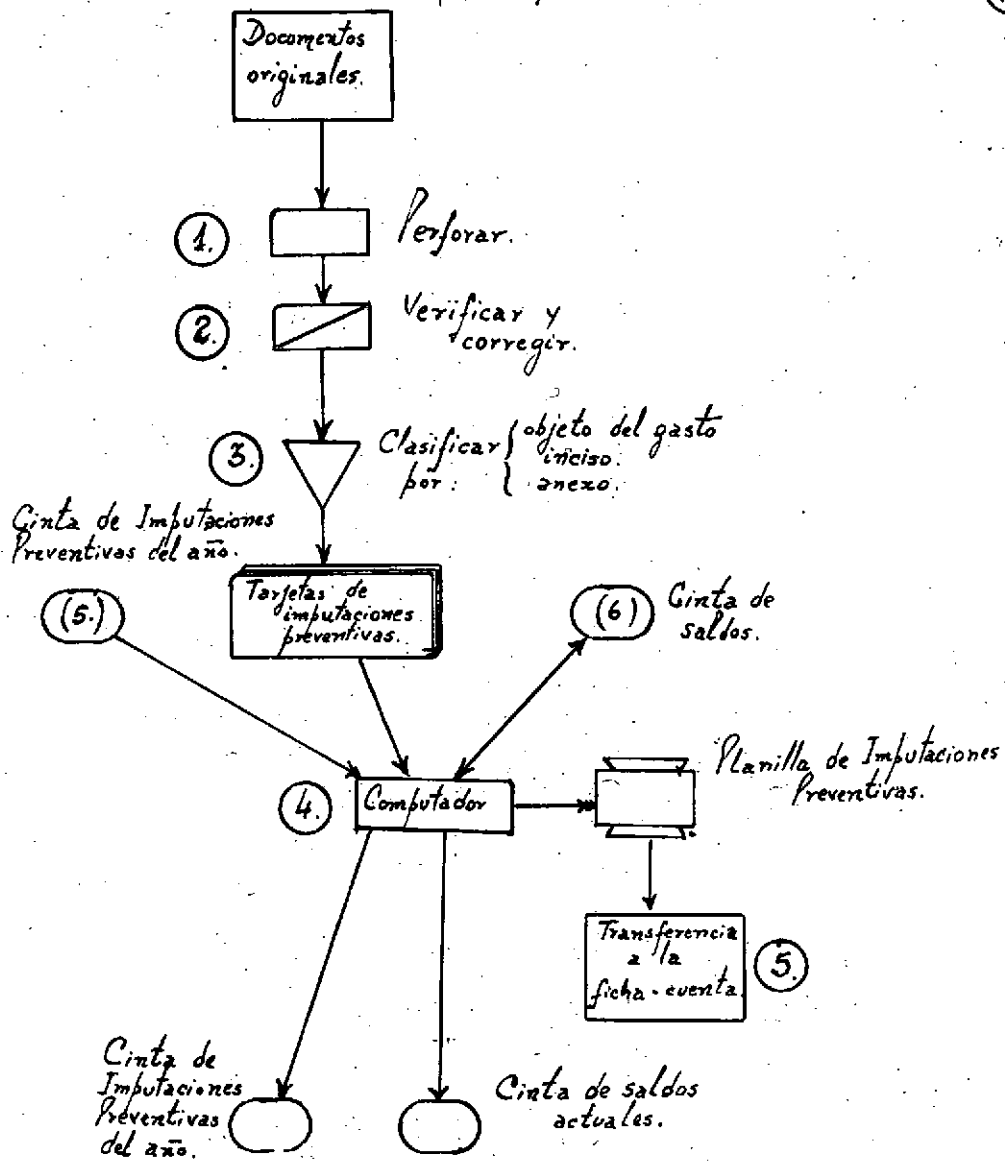 Documentos
originales.
1.
Perforar.
2.
Verificar y
corregir.
3.
Clasificar
por:
objeto del gasto
inciso.
anexo.
Cinta de Imputaciones
Preventivas del año.
(5.)
Tarjetas de
imputaciones
preventivas.
(6)
Cinta de
saldos.
4.
Computador
Planilla de Imputaciones
Preventivas.
Transferencia
a la
ficha-cuenta
5.
Cinta de
Imputaciones
Preventivas
del año.
Cinta de saldos
actuales.